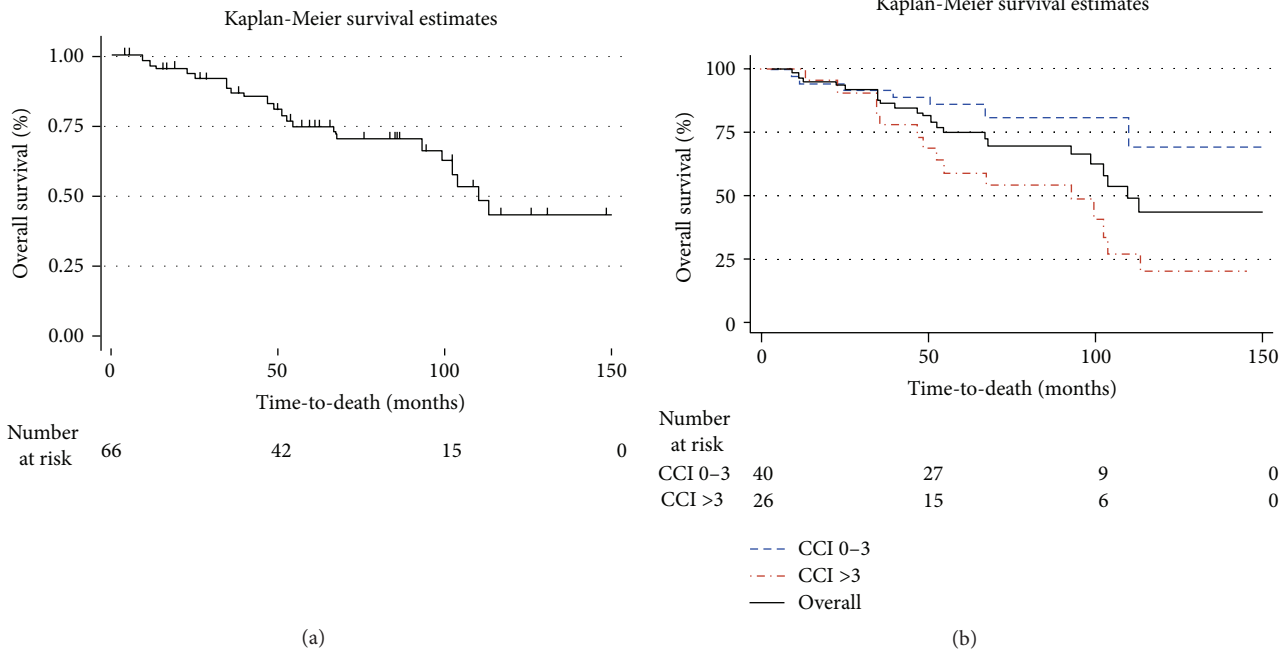 Kaplan-Meier survival estimates
1.00
0.75
0.50
0.25
0.00
Overall survival (%)
0 50 100 150
Time-to-death (months)
Number
at risk
66 42 15 0
(a)
Kaplan-Meier survival estimates
100
75
50
25
0
Overall survival (%)
0 50 100 150
Time-to-death (months)
Number
at risk
CCI 0–3 40 27 9 0
CCI >3 26 15 6 0
CCI 0–3
CCI >3
Overall
(b)